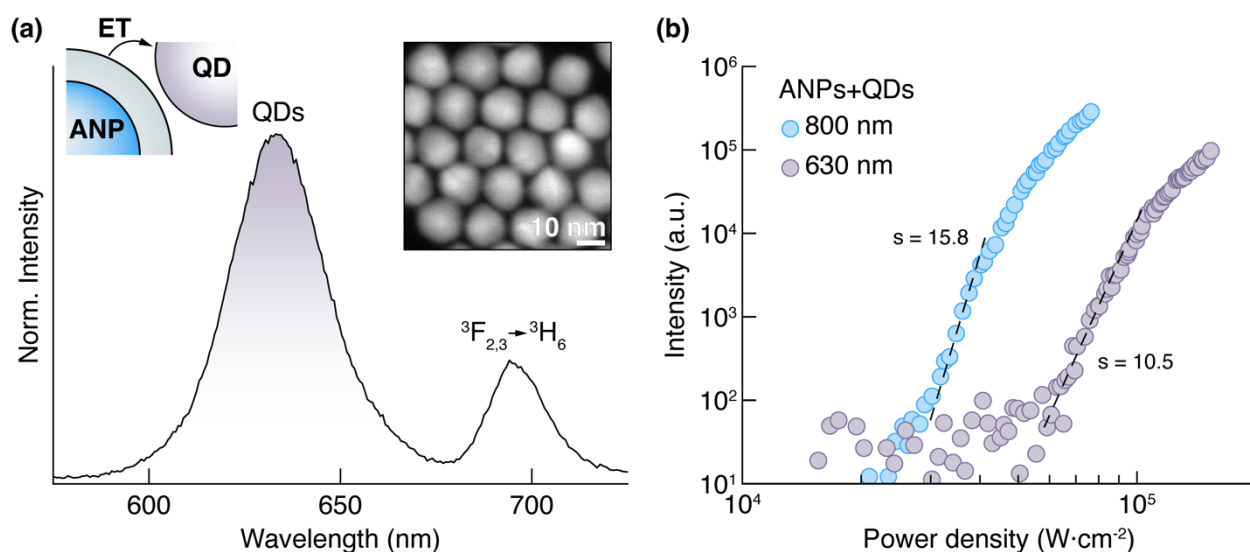 (a)
ET
QD
ANP
QDs
10 nm
³F₂,₃→³H₆
Norm. Intensity
600
650
700
Wavelength (nm)
(b)
10⁶
10⁵
10⁴
10³
10²
10¹
Intensity (a.u.)
ANPs+QDs
800 nm
630 nm
s = 15.8
s = 10.5
10⁴
10⁵
Power density (W·cm⁻²)